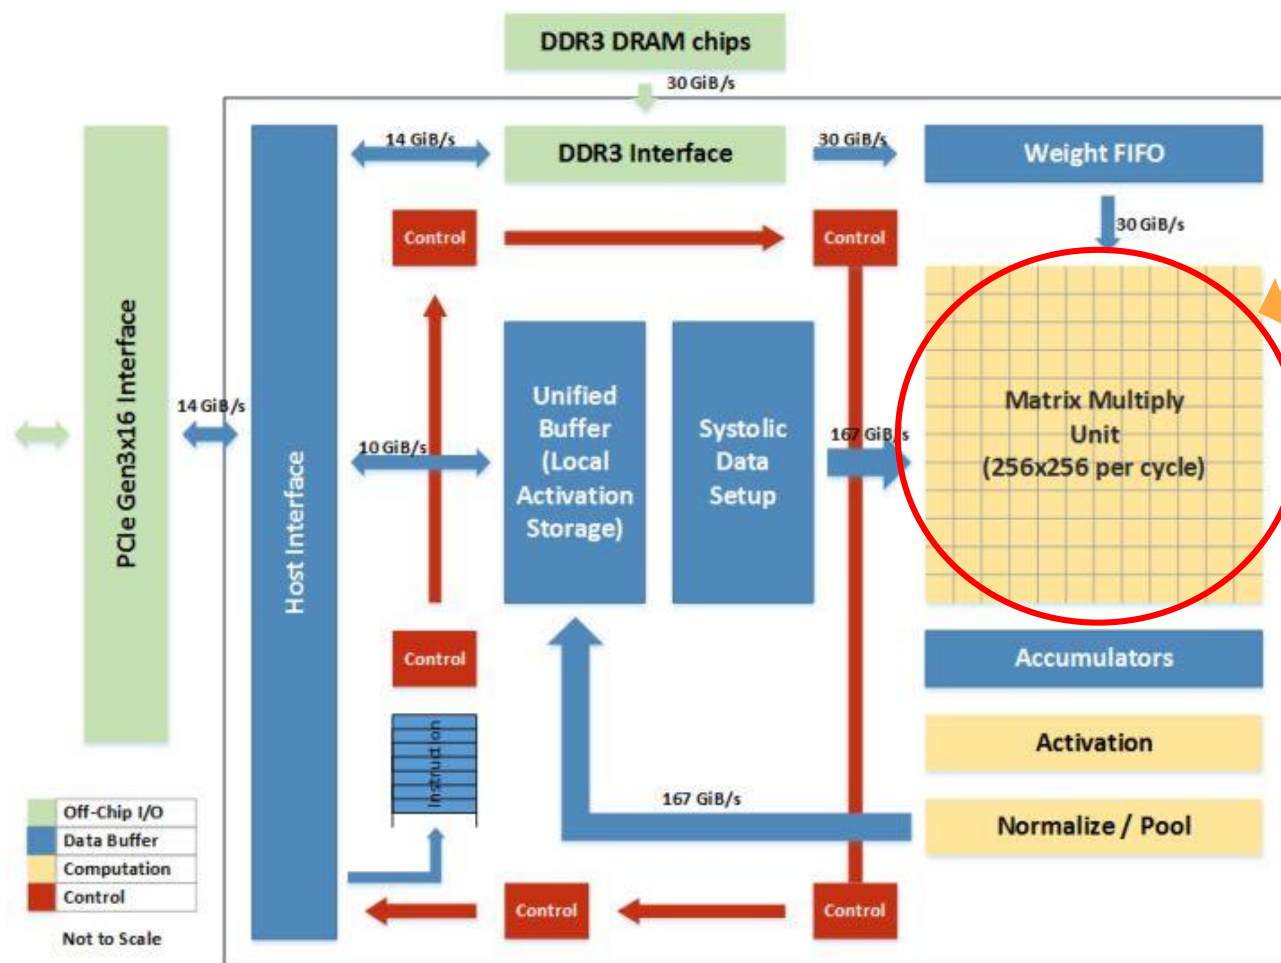 DDR3 DRAM chips
30 GiB/s
14 GiB/s
DDR3 Interface
30 GiB/s
Weight FIFO
Control
Control
30 GiB/s
PCIe Gen3x16 Interface
14 GiB/s
Host Interface
10 GiB/s
Unified
Buffer
(Local
Activation
Storage)
Systolic
Data
Setup
167 GiB/s
Matrix Multiply
Unit
(256x256 per cycle)
Control
Accumulators
Instruction
Activation
167 GiB/s
Normalize / Pool
Off-Chip I/O
Data Buffer
Computation
Control
Not to Scale
Control
Control